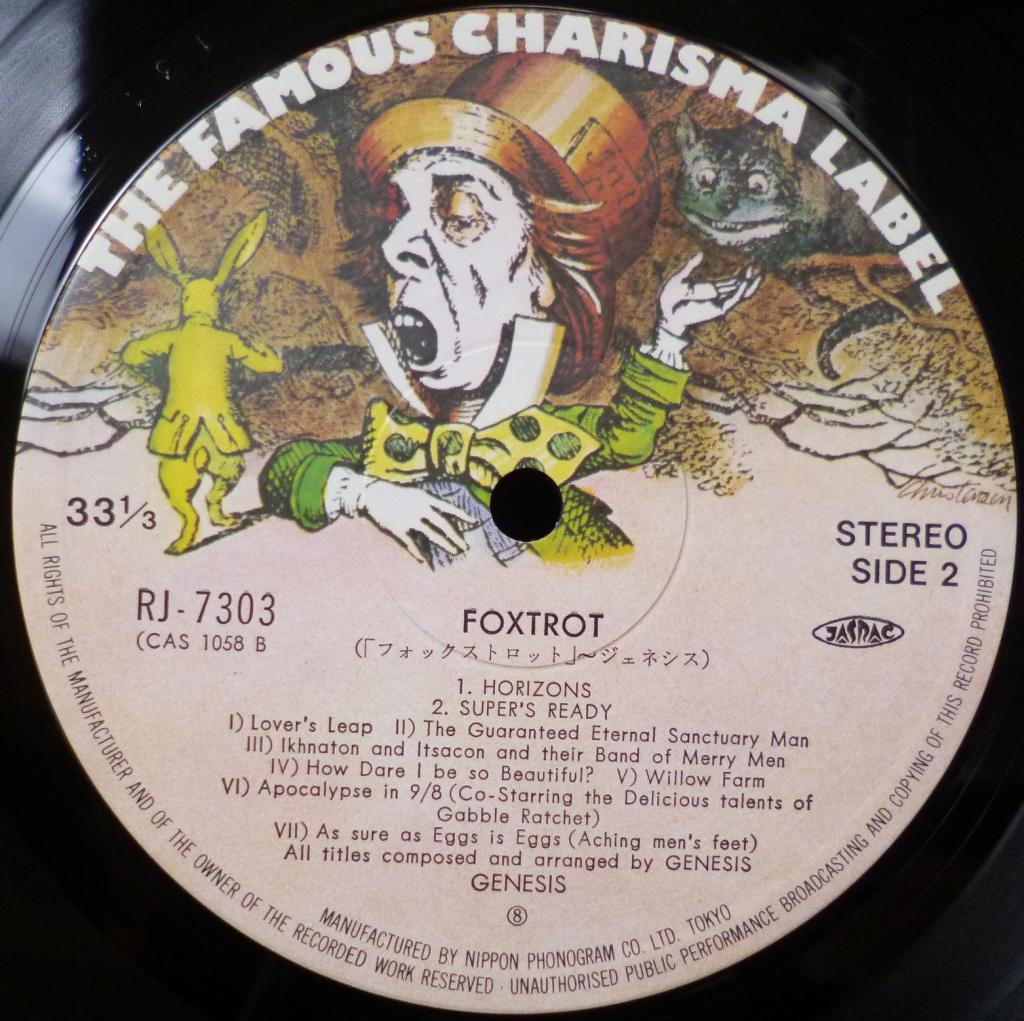 THE FAMOUS CHARISMA LABEL
Christensen
33⅓
STEREO
SIDE 2
RJ-7303
(CAS 1058 B
JASRAC
FOXTROT
(「フォックストロット」~ジェネシス)
1. HORIZONS
2. SUPER'S READY
I) Lover's Leap II) The Guaranteed Eternal Sanctuary Man
III) Ikhnaton and Itsacon and their Band of Merry Men
IV) How Dare I be so Beautiful? V) Willow Farm
VI) Apocalypse in 9/8 (Co-Starring the Delicious talents of
Gabble Ratchet)
VII) As sure as Eggs is Eggs (Aching men's feet)
All titles composed and arranged by GENESIS
GENESIS
⑧
MANUFACTURED BY NIPPON PHONOGRAM CO. LTD. TOKYO
ALL RIGHTS OF THE MANUFACTURER AND OF THE OWNER OF THE RECORDED WORK RESERVED · UNAUTHORISED PUBLIC PERFORMANCE BROADCASTING AND COPYING OF THIS RECORD PROHIBITED